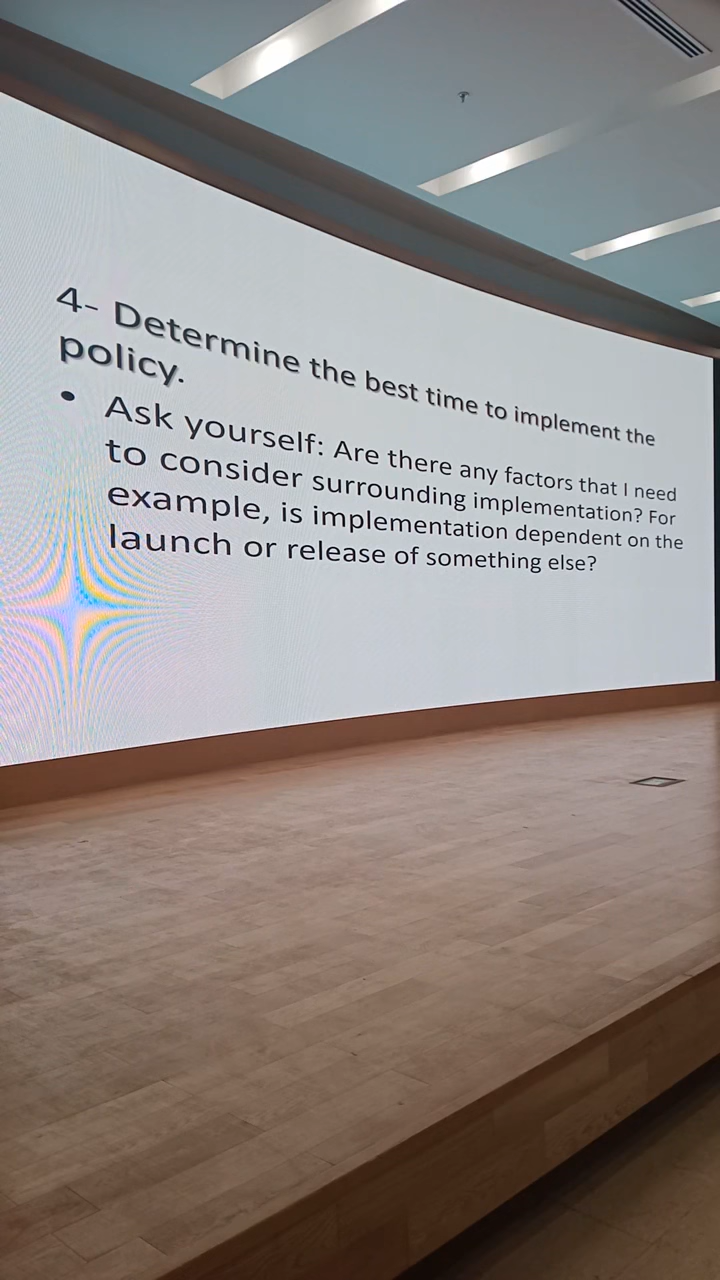 4- Determine the best time to implement the
policy.
• Ask yourself: Are there any factors that I need
to consider surrounding implementation? For
example, is implementation dependent on the
launch or release of something else?